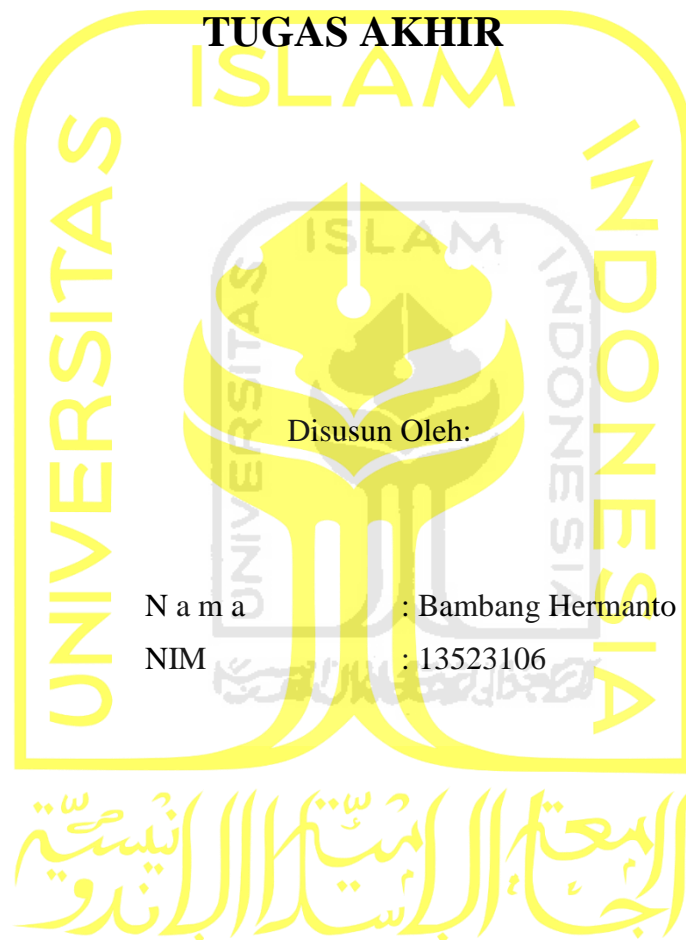 TUGAS AKHIR
ISLAM
UNIVERSITAS
INDONESIA
ISLAM
UNIVERSITAS
INDONESIA
Disusun Oleh:
N a m a : Bambang Hermanto
NIM : 13523106